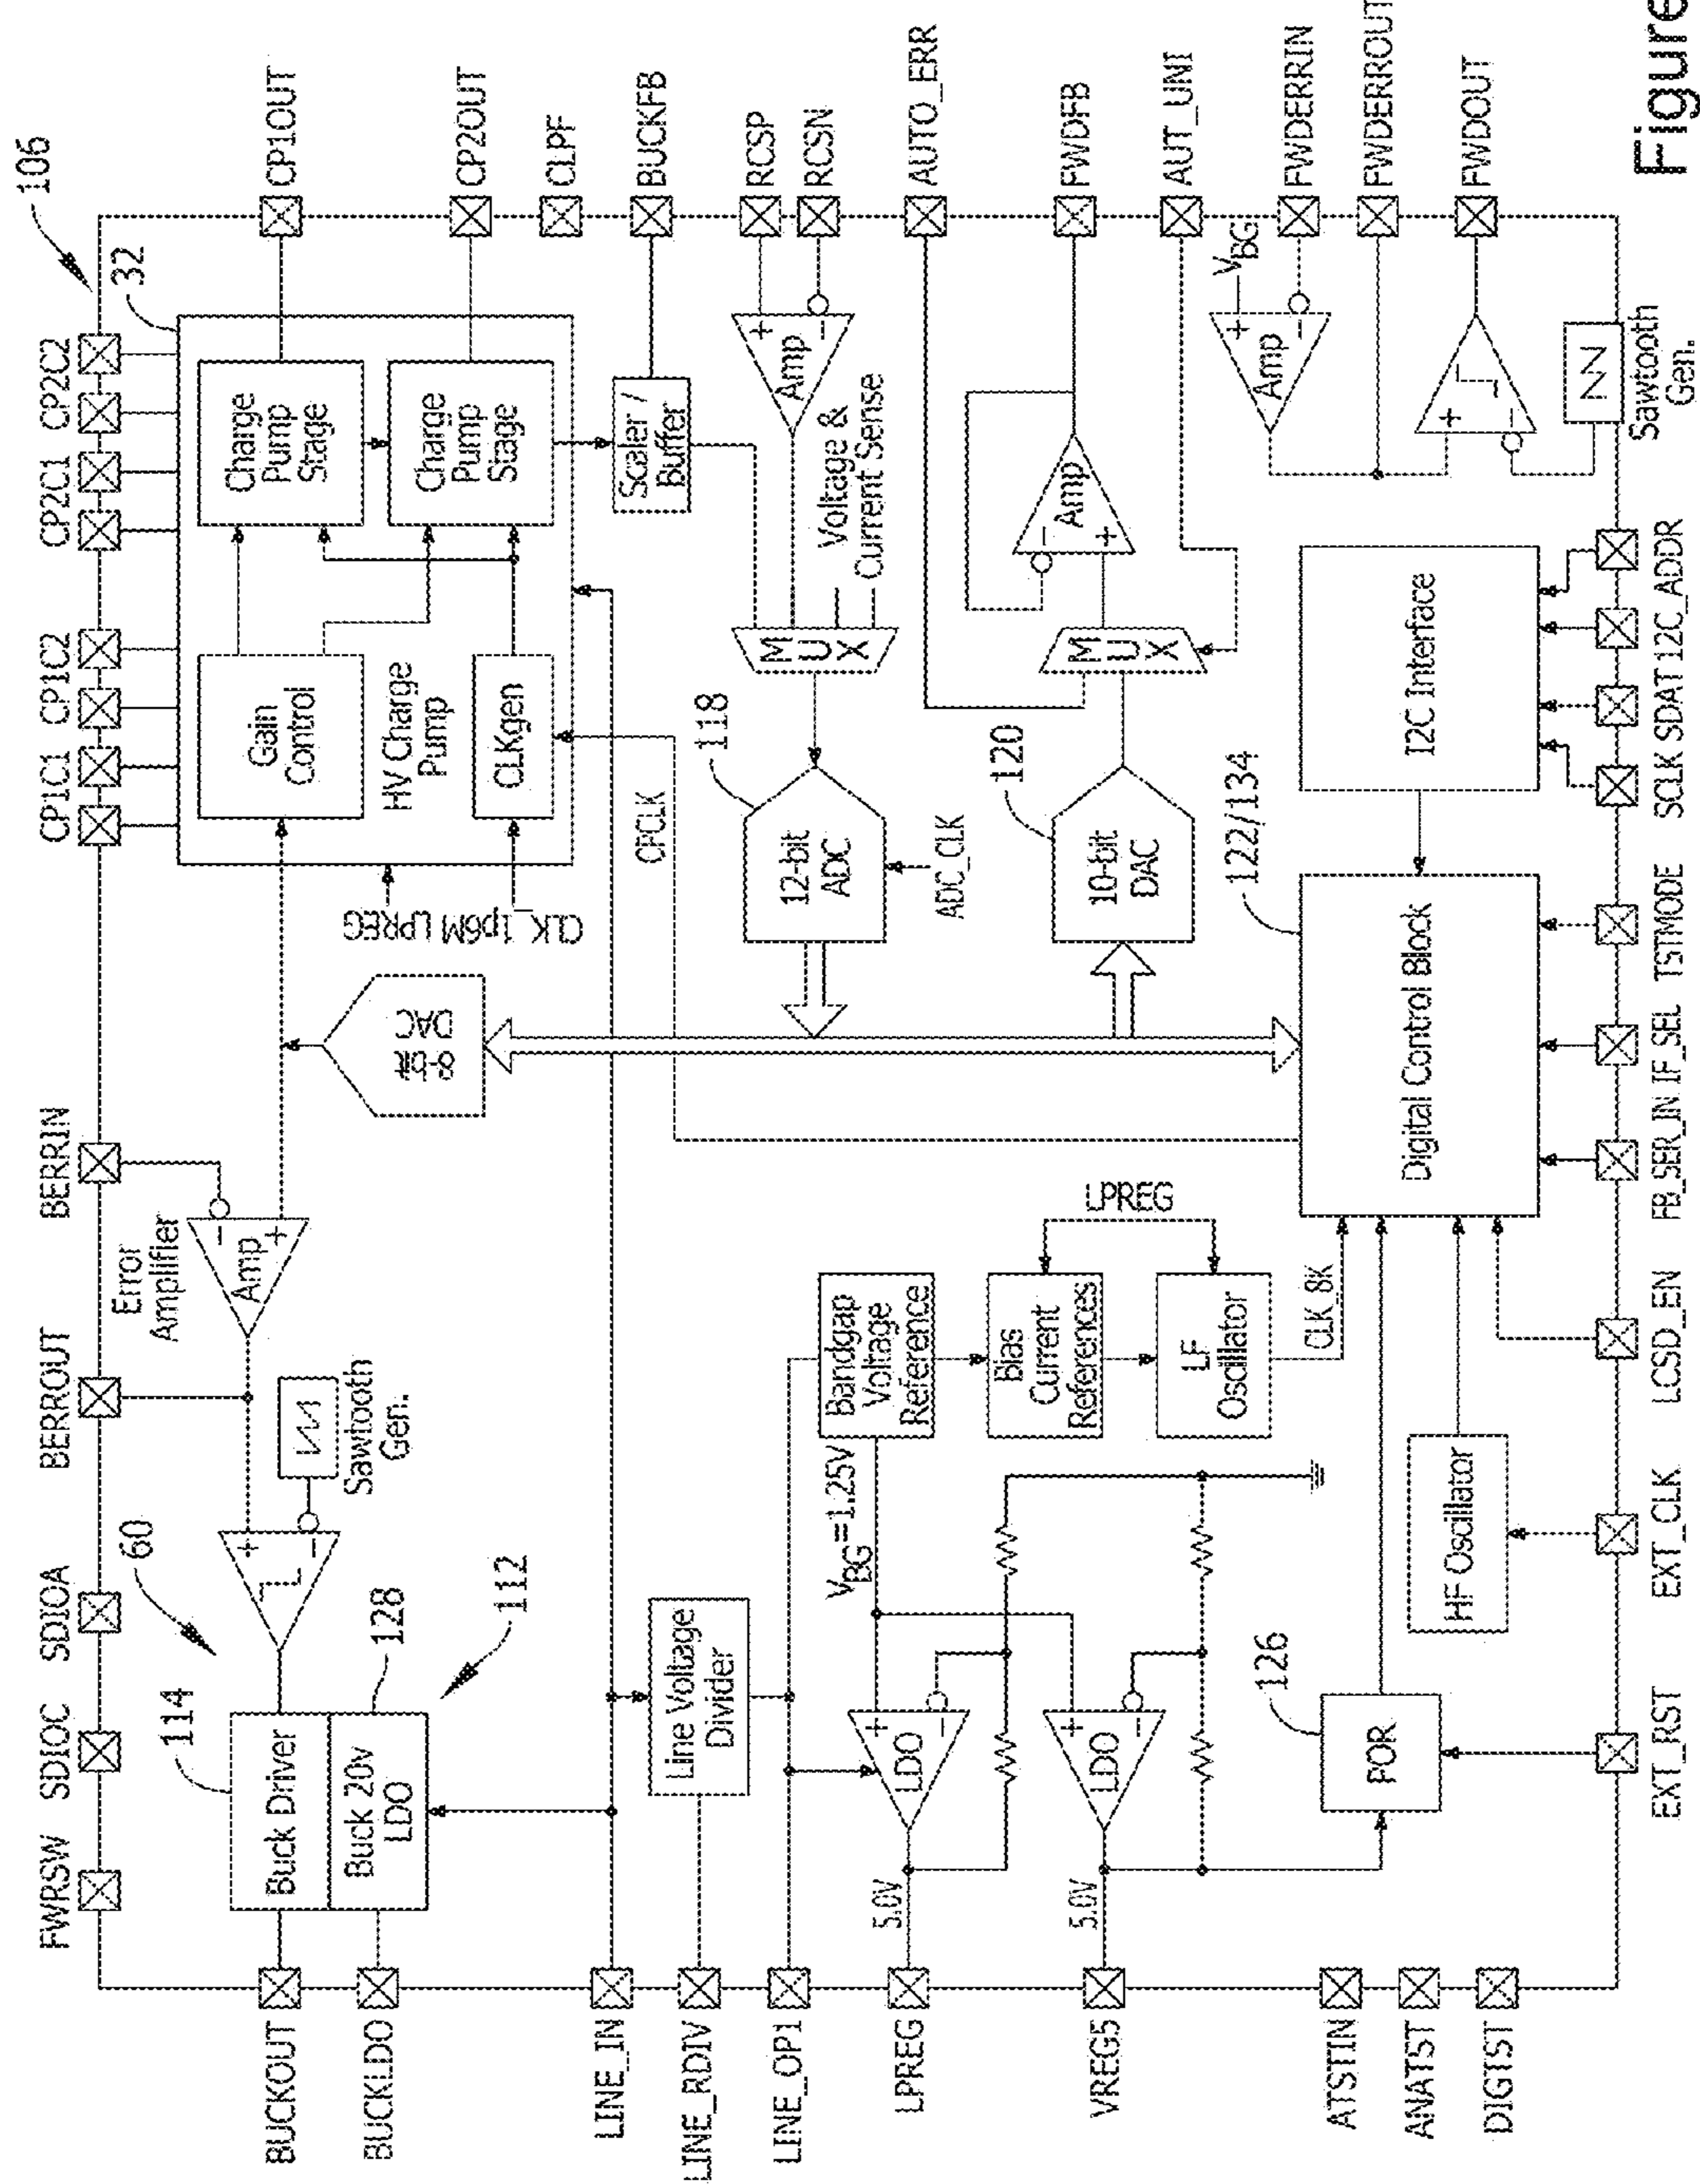 106
CP1C1
CP1C2
CP2C1
CP2C2
BERRIN
BERROUT
SDIOA
SDIOC
FWRSW
32
Charge
Pump
Stage
Charge
Pump
Stage
Gain
Control
HV Charge
Pump
CLKgen
CLK_1p6M
LPREG
CPCLK
8-bit
DAC
Error
Amplifier
Amp
+
−
Sawtooth
Gen.
+
−
60
114
Buck Driver
Buck 20v
LDO
128
112
CP1OUT
CP2OUT
CLPF
BUCKFB
RCSP
RCSN
AUTO_ERR
FWDFB
AUT_UNI
FWDERRIN
FWDERROUT
FWDOUT
Scaler /
Buffer
Amp
+
−
Voltage &
Current Sense
MUX
118
12-bit
ADC
ADC_CLK
Amp
−
+
MUX
120
10-bit
DAC
VBG
Amp
+
−
+
−
Sawtooth
Gen.
I2C Interface
122/134
Digital Control Block
LPREG
Bandgap
Voltage
Reference
Bias
Current
References
LF
Oscillator
CLK_8K
HF Oscillator
VBG=1.25V
Line Voltage
Divider
LDO
+
−
LDO
+
−
5.0V
5.0V
126
POR
BUCKOUT
BUCKLDO
LINE_IN
LINE_RDIV
LINE_OP1
LPREG
VREG5
ATSTIN
ANATST
DIGTST
EXT_RST
EXT_CLK
LCSD_EN
FB_SER_IN
IF_SEL
TSTMODE
SCLK
SDAT
12C_ADDR
Figure